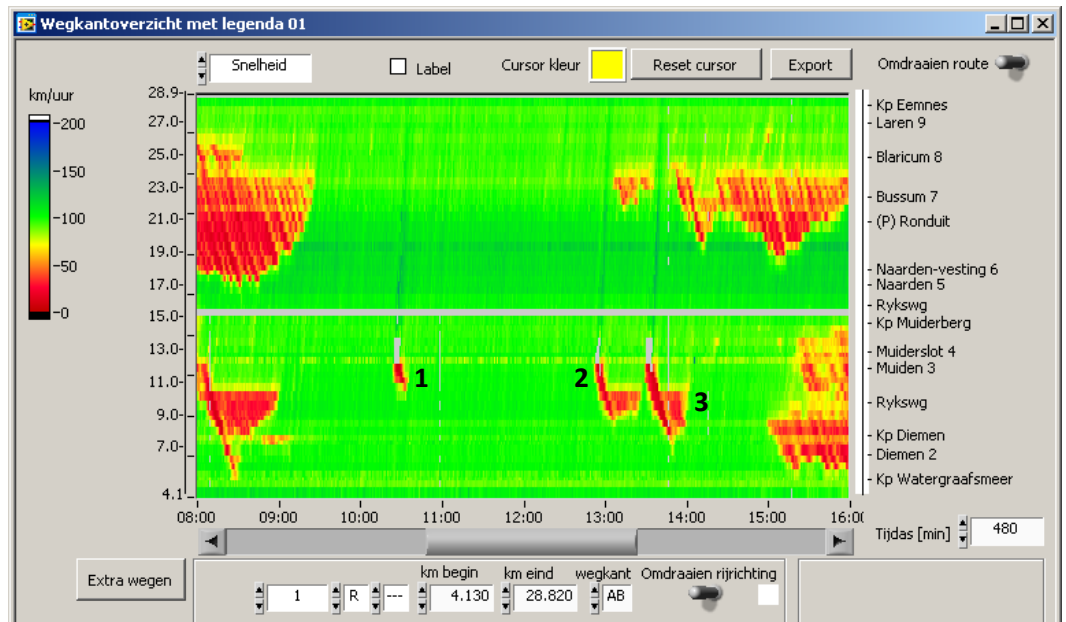 Wegkantoverzicht met legenda 01
Snelheid
Label
Cursor kleur
Reset cursor
Export
Omdraaien route
km/uur
-200
-150
-100
-50
-0
28.9-
27.0-
25.0-
23.0-
21.0-
19.0-
17.0-
15.0-
13.0-
11.0-
9.0-
7.0-
4.1
1
2
3
Kp Eemnes
Laren 9
Blaricum 8
Bussum 7
(P) Ronduit
Naarden-vesting 6
Naarden 5
Rykswg
Kp Muiderberg
Muiderslot 4
Muiden 3
Rykswg
Kp Diemen
Diemen 2
Kp Watergraafsmeer
08:00 09:00 10:00 11:00 12:00 13:00 14:00 15:00 16:00
Tijdas [min] 480
Extra wegen
km begin km eind wegkant Omdraaien rijrichting
1 R --- 4.130 28.820 AB